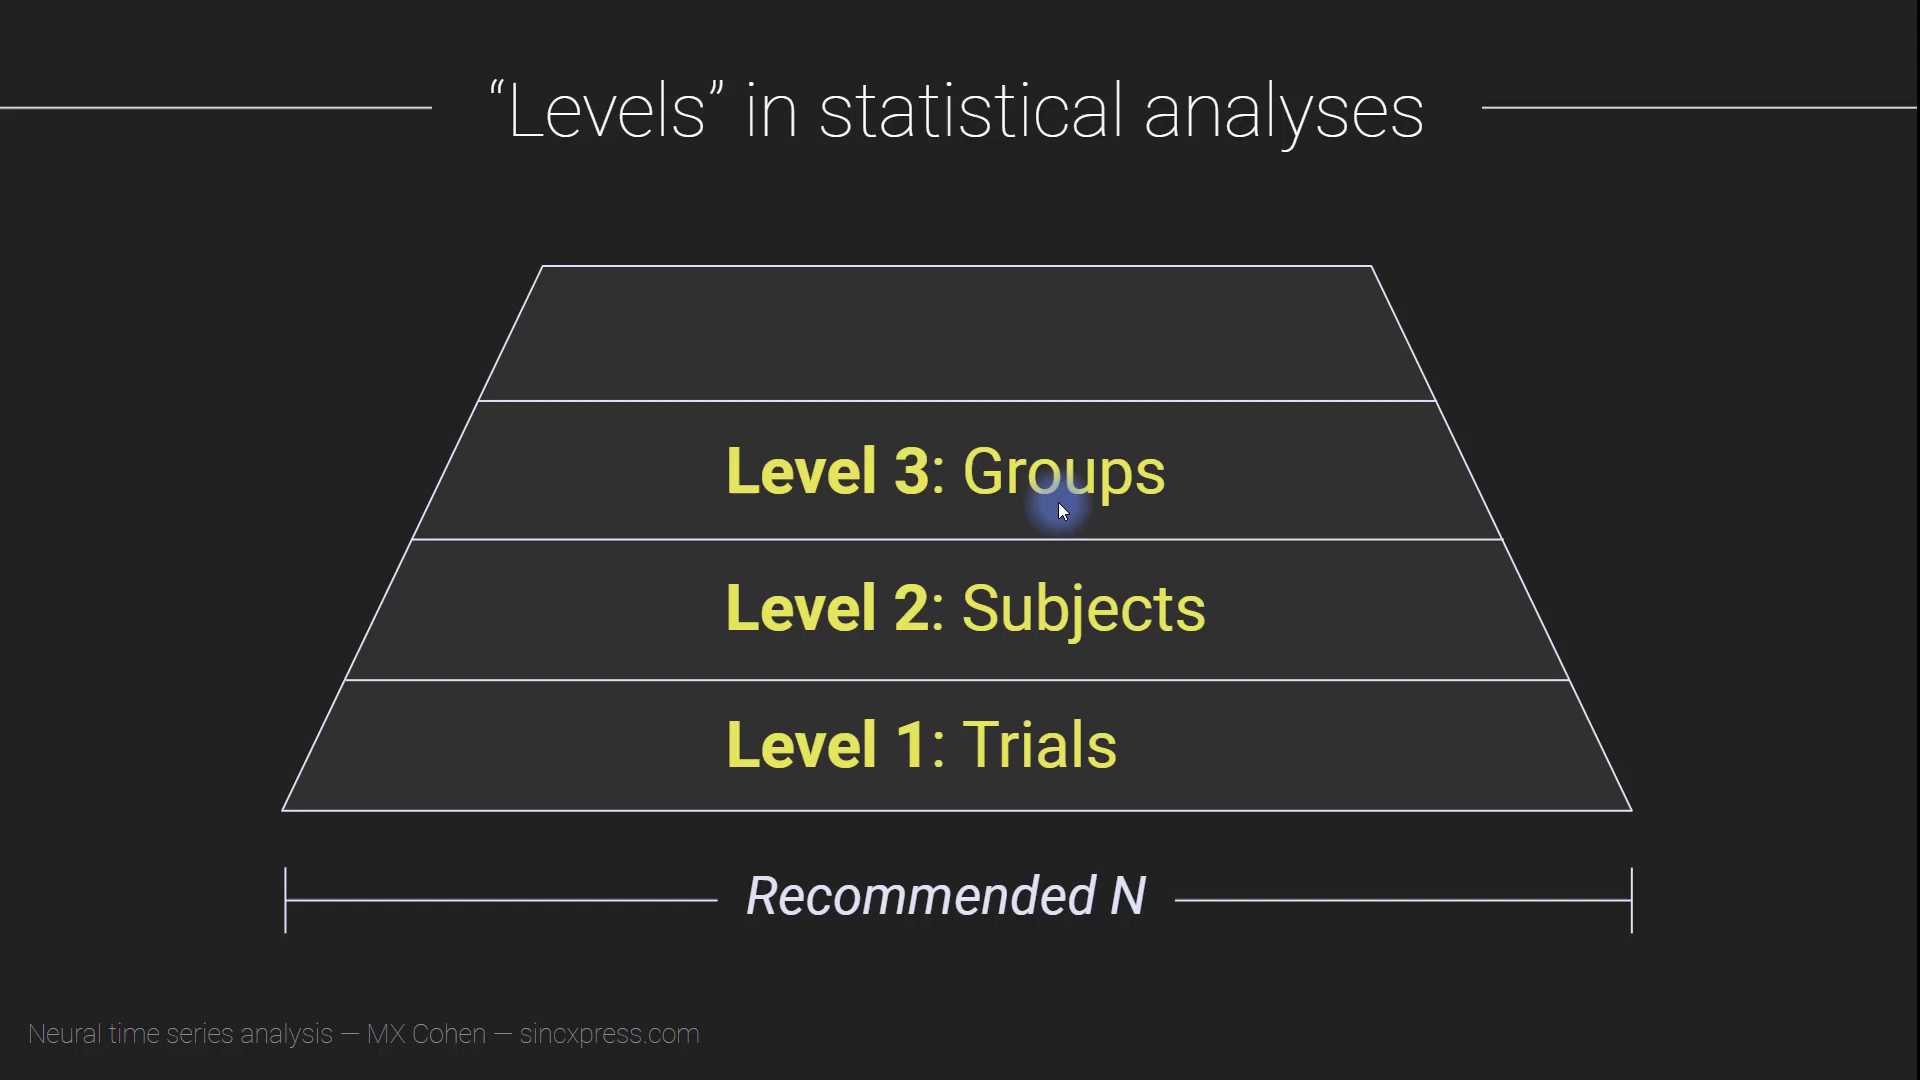 “Levels” in statistical analyses
Level 3: Groups
Level 2: Subjects
Level 1: Trials
Recommended N
Neural time series analysis — MX Cohen — sincxpress.com